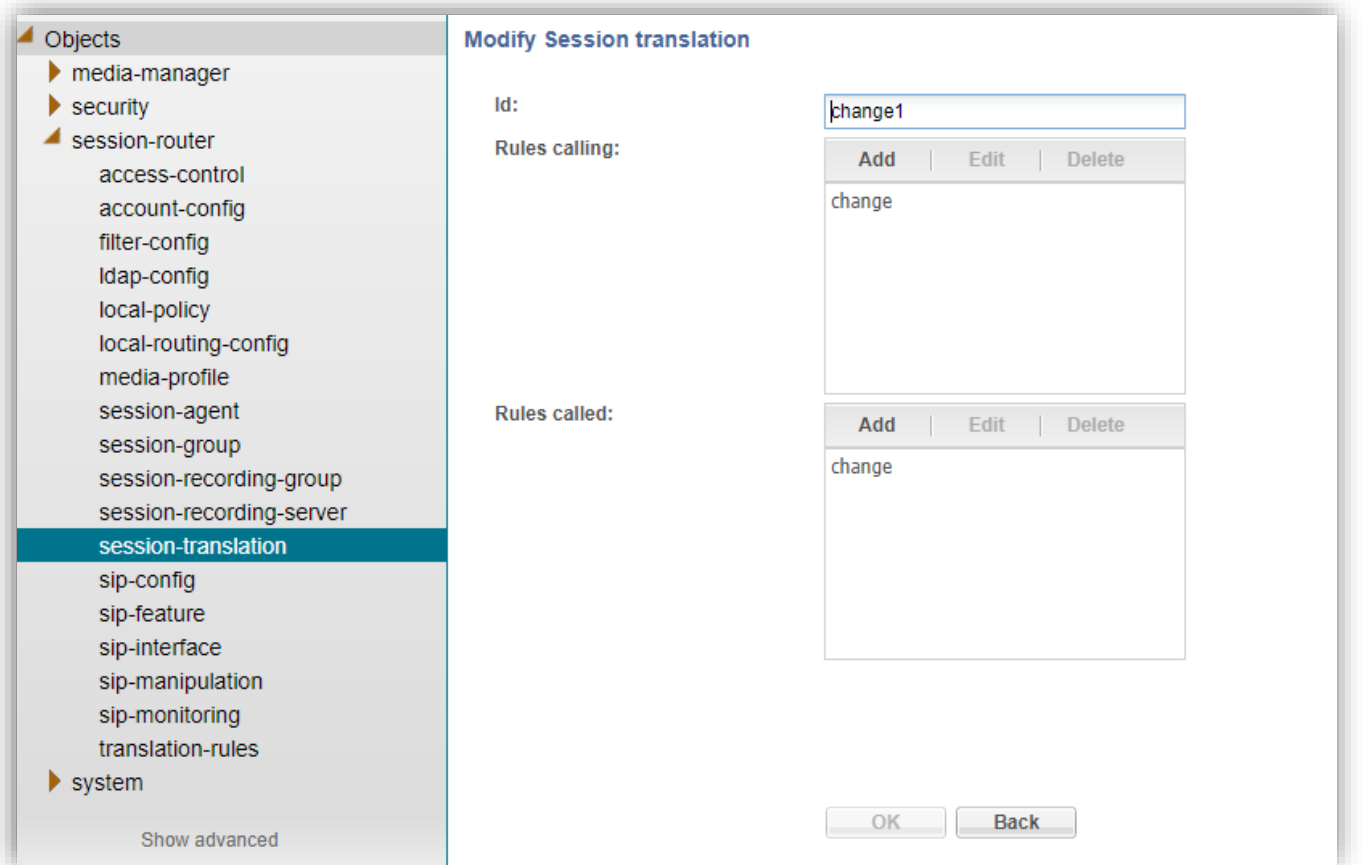 Objects
media-manager
security
session-router
access-control
account-config
filter-config
ldap-config
local-policy
local-routing-config
media-profile
session-agent
session-group
session-recording-group
session-recording-server
session-translation
sip-config
sip-feature
sip-interface
sip-manipulation
sip-monitoring
translation-rules
system
Show advanced
Modify Session translation
Id:
change1
Rules calling:
Add | Edit | Delete
change
Rules called:
Add | Edit | Delete
change
OK Back